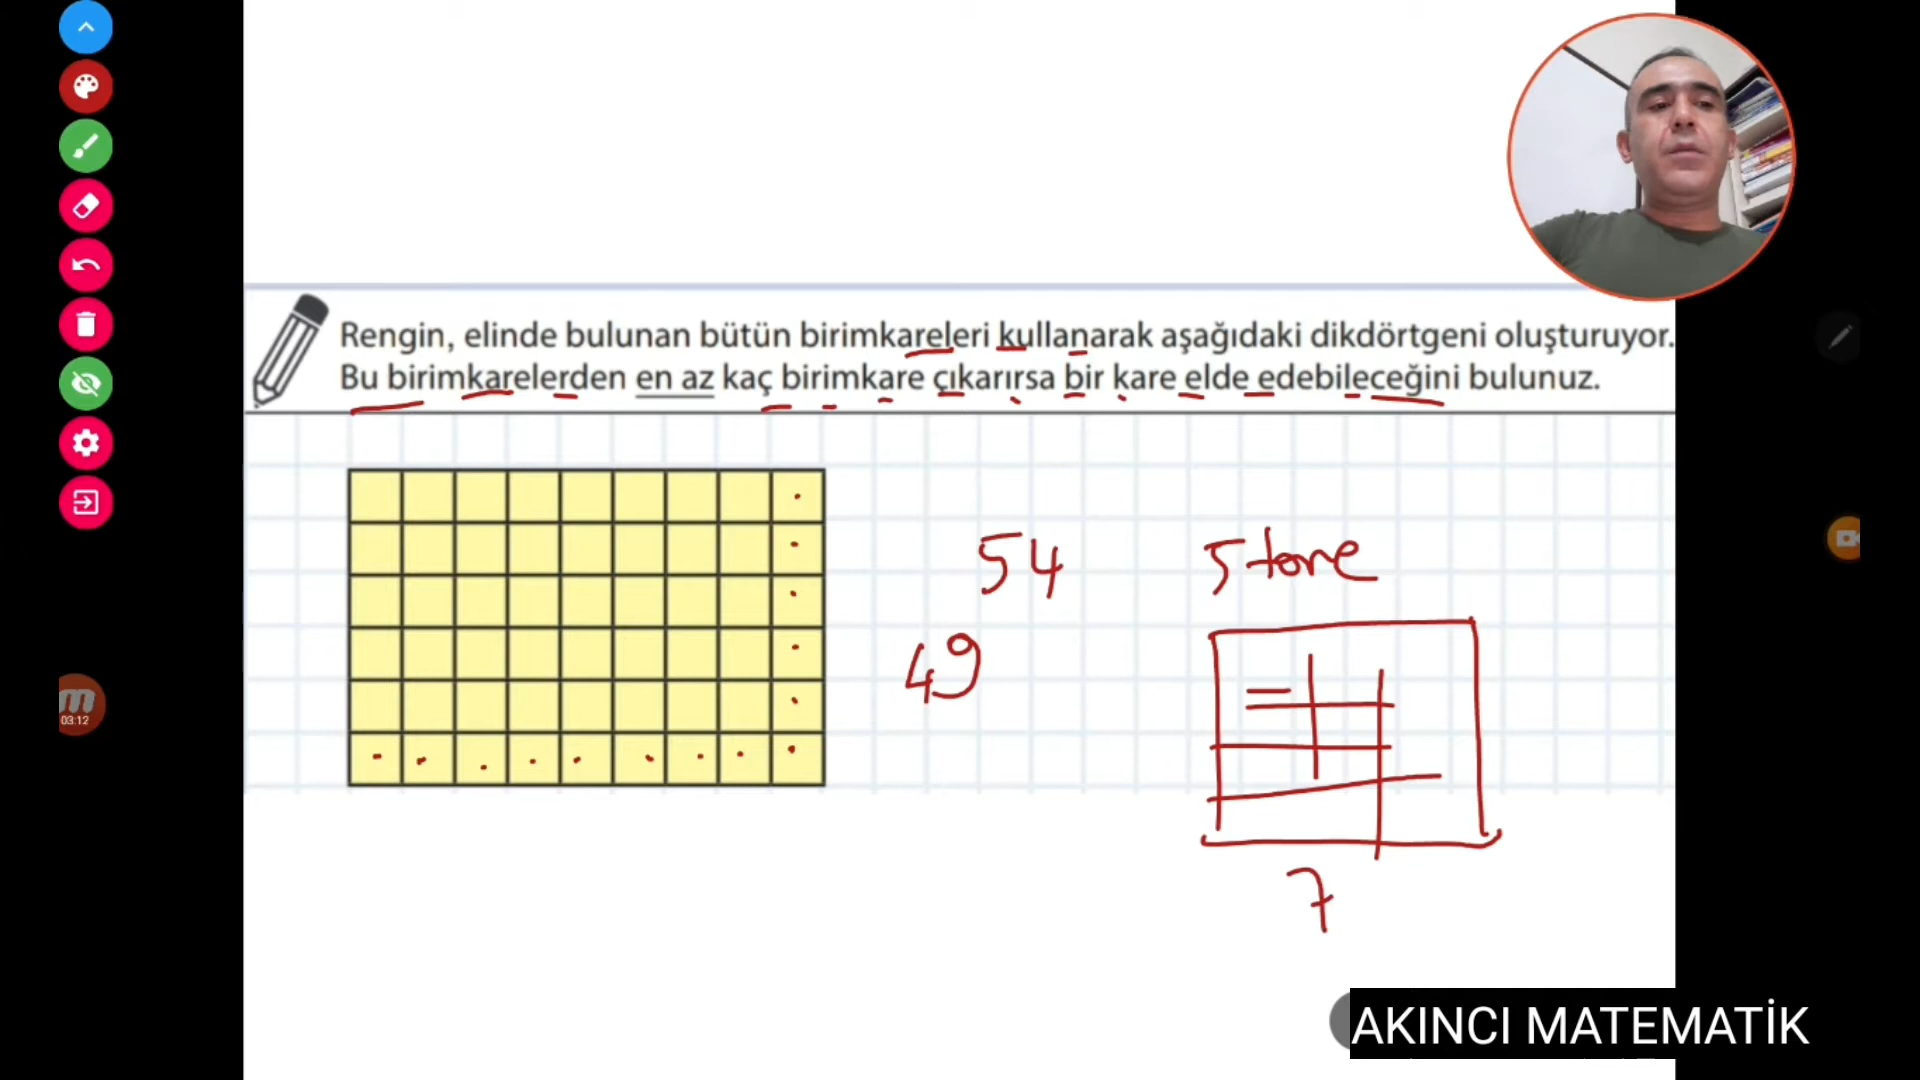 Rengin, elinde bulunan bütün birimkareleri kullanarak aşağıdaki dikdörtgeni oluşturuyor.
Bu birimkarelerden en az kaç birimkare çıkarırsa bir kare elde edebileceğini bulunuz.
54
5 tane
49
7
m
03:12
AKINCI MATEMATİK